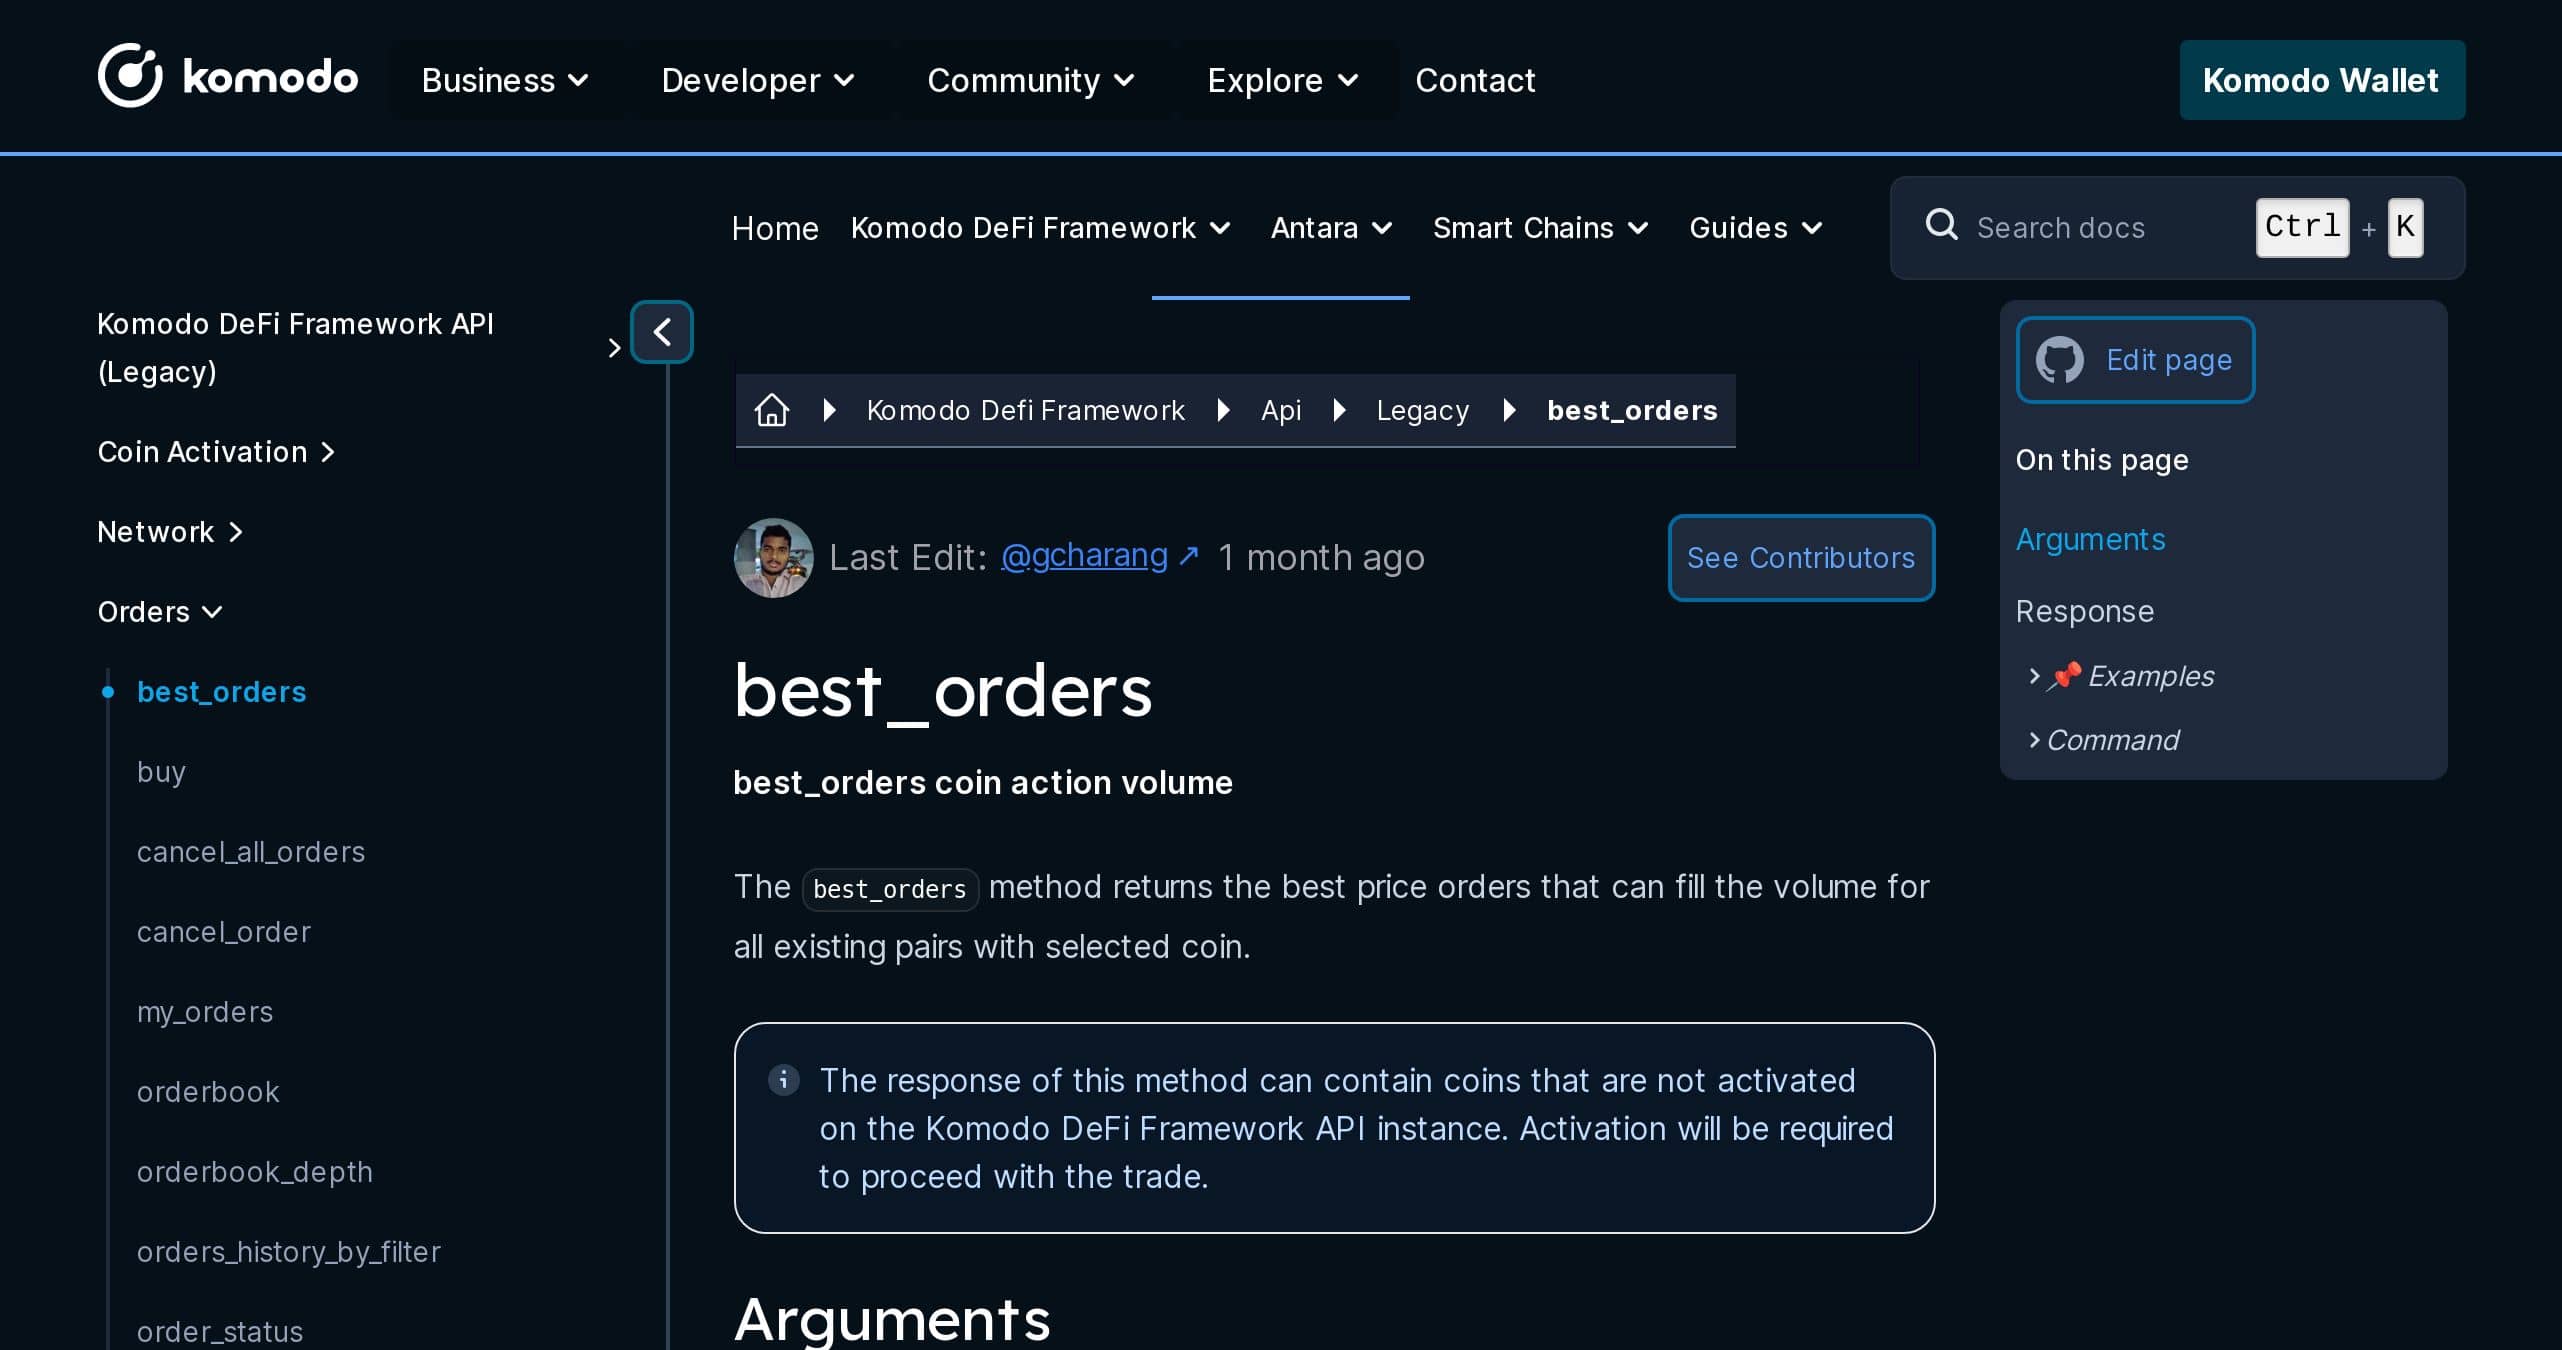 komodo
Business
Developer
Community
Explore
Contact
Komodo Wallet
Home
Komodo DeFi Framework
Antara
Smart Chains
Guides
Search docs
Ctrl + K
Komodo DeFi Framework API
(Legacy)
Coin Activation
Network
Orders
best_orders
buy
cancel_all_orders
cancel_order
my_orders
orderbook
orderbook_depth
orders_history_by_filter
order_status
Komodo Defi Framework
Api
Legacy
best_orders
Last Edit: @gcharang ↗ 1 month ago
See Contributors
best_orders
best_orders coin action volume
The best_orders method returns the best price orders that can fill the volume for
all existing pairs with selected coin.
The response of this method can contain coins that are not activated
on the Komodo DeFi Framework API instance. Activation will be required
to proceed with the trade.
Arguments
Edit page
On this page
Arguments
Response
📌 Examples
Command